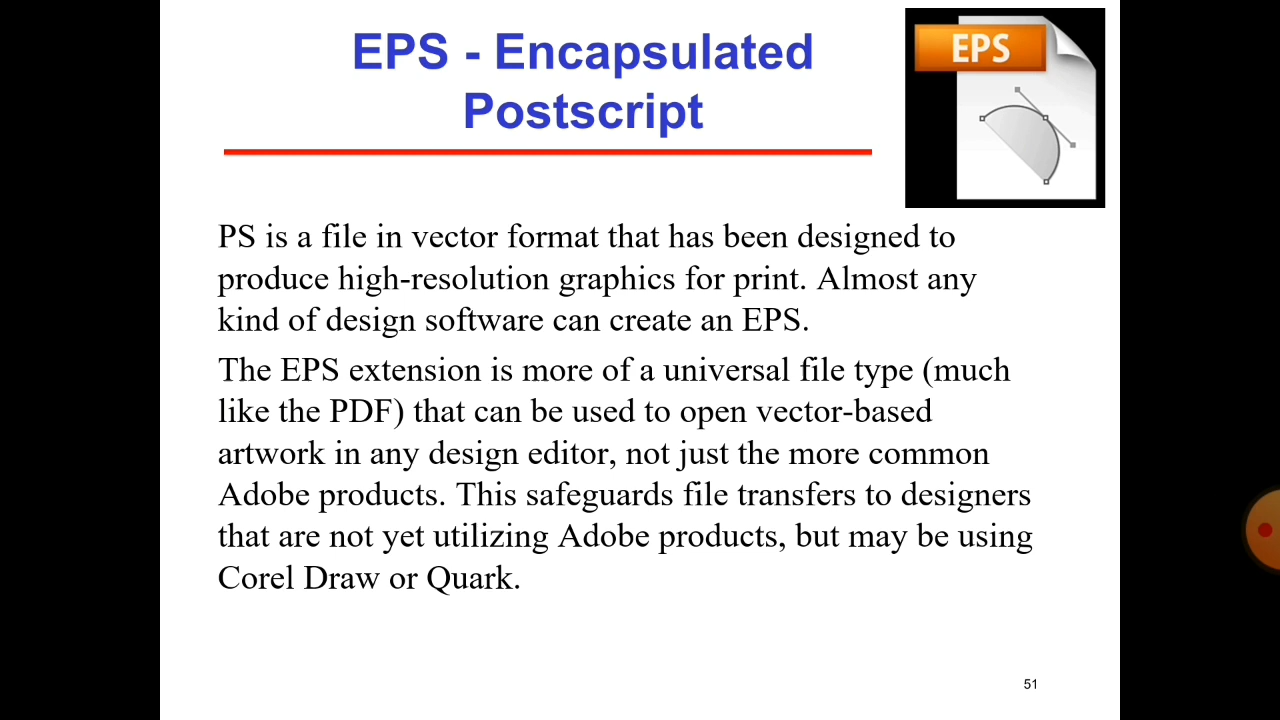 EPS - Encapsulated
Postscript
EPS
PS is a file in vector format that has been designed to
produce high-resolution graphics for print. Almost any
kind of design software can create an EPS.
The EPS extension is more of a universal file type (much
like the PDF) that can be used to open vector-based
artwork in any design editor, not just the more common
Adobe products. This safeguards file transfers to designers
that are not yet utilizing Adobe products, but may be using
Corel Draw or Quark.
51